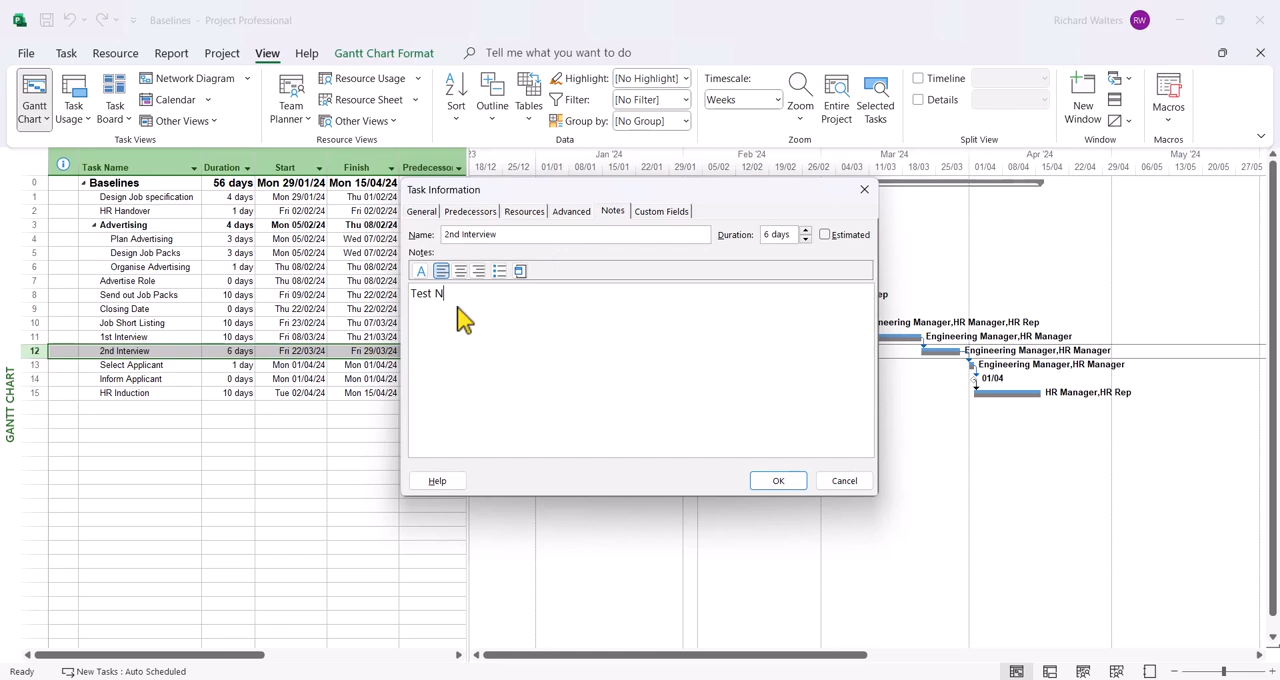 Baselines - Project Professional
Richard Walters RW
File Task Resource Report Project View Help Gantt Chart Format Tell me what you want to do
Gantt Chart
Task Usage
Task Board
Network Diagram
Calendar
Other Views
Task Views
Team Planner
Resource Usage
Resource Sheet
Other Views
Resource Views
Sort
Outline
Tables
Highlight: [No Highlight]
Filter: [No Filter]
Group by: [No Group]
Data
Timescale:
Weeks
Zoom
Entire Project
Selected Tasks
Zoom
Timeline
Details
Split View
New Window
Window
Macros
Macros
Task Name Duration Start Finish Predecessor
'23 Jan '24 Feb '24 Mar '24 Apr '24 May '24
18/12 25/12 01/01 08/01 15/01 22/01 29/01 05/02 12/02 19/02 26/02 04/03 11/03 18/03 25/03 01/04 08/04 15/04 22/04 29/04 06/05 13/05 20/05 27/05
0 Baselines 56 days Mon 29/01/24 Mon 15/04/24
1 Design Job specification 4 days Mon 29/01/24 Thu 01/02/24
2 HR Handover 1 day Fri 02/02/24 Fri 02/02/24
3 Advertising 4 days Mon 05/02/24 Thu 08/02/24
4 Plan Advertising 3 days Mon 05/02/24 Wed 07/02/24
5 Design Job Packs 3 days Mon 05/02/24 Wed 07/02/24
6 Organise Advertising 1 day Thu 08/02/24 Thu 08/02/24
7 Advertise Role 0 days Thu 08/02/24 Thu 08/02/24
8 Send out Job Packs 10 days Fri 09/02/24 Thu 22/02/24
9 Closing Date 0 days Thu 22/02/24 Thu 22/02/24
10 Job Short Listing 10 days Fri 23/02/24 Thu 07/03/24
11 1st Interview 10 days Fri 08/03/24 Thu 21/03/24
12 2nd Interview 6 days Fri 22/03/24 Fri 29/03/24
13 Select Applicant 1 day Mon 01/04/24 Mon 01/04/24
14 Inform Applicant 0 days Mon 01/04/24 Mon 01/04/24
15 HR Induction 10 days Tue 02/04/24 Mon 15/04/24
GANTT CHART
Task Information
General Predecessors Resources Advanced Notes Custom Fields
Name: 2nd Interview Duration: 6 days Estimated
Notes:
Test N
Help OK Cancel
ep
neering Manager,HR Manager,HR Rep
Engineering Manager,HR Manager
Engineering Manager,HR Manager
Engineering Manager,HR Manager
01/04
HR Manager,HR Rep
Ready New Tasks : Auto Scheduled